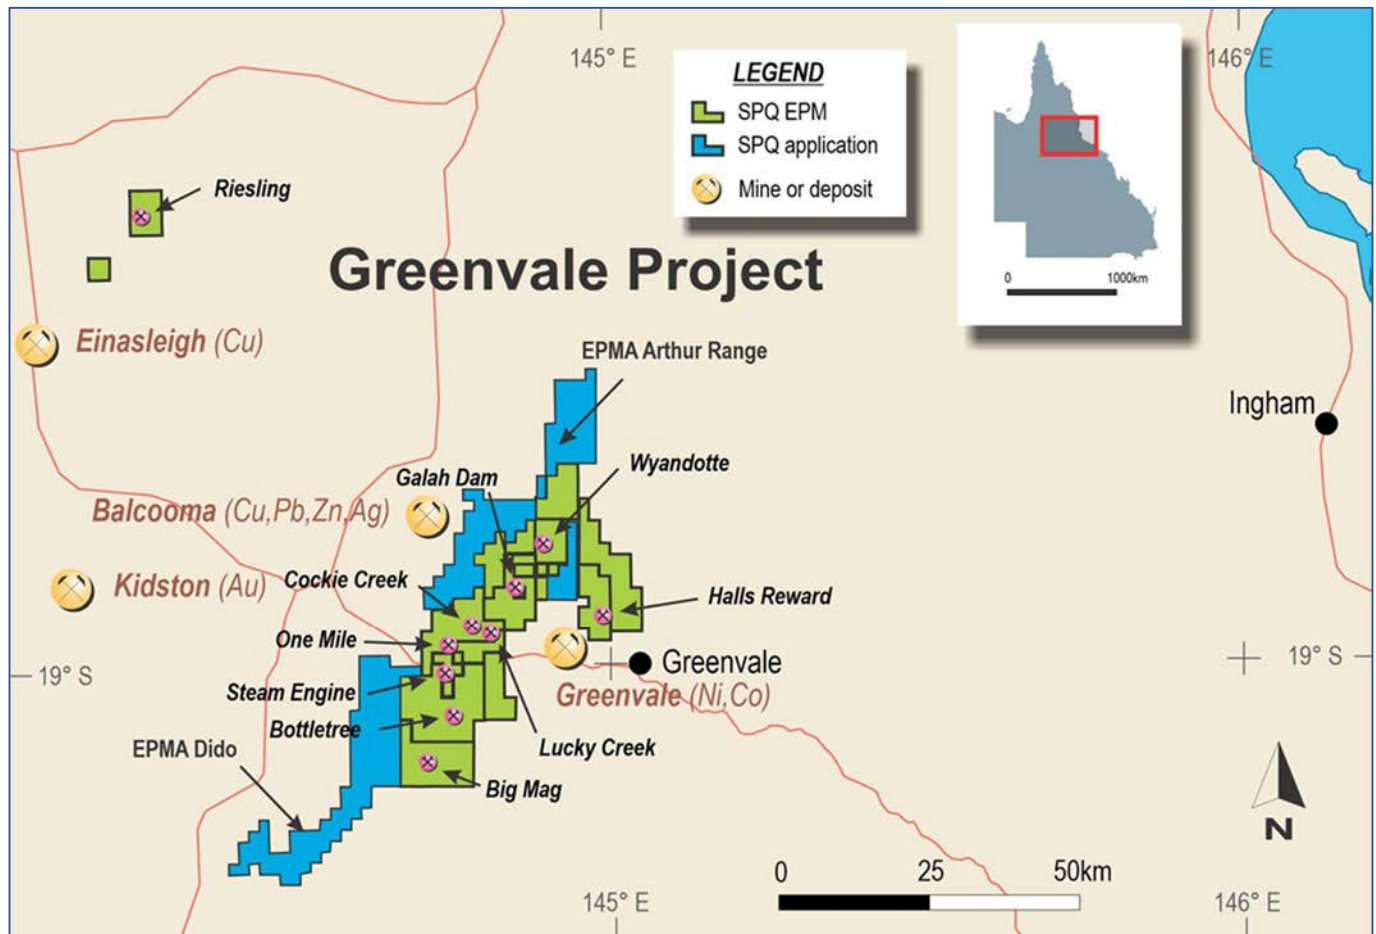 145° E
146° E
LEGEND
SPQ EPM
SPQ application
Mine or deposit
0 1000km
Riesling
Greenvale Project
Einasleigh (Cu)
EPMA Arthur Range
Ingham
Wyandotte
Galah Dam
Balcooma (Cu,Pb,Zn,Ag)
Cockie Creek
Kidston (Au)
Halls Reward
One Mile
19° S
Greenvale
19° S
Steam Engine
Greenvale (Ni,Co)
Bottletree
Lucky Creek
EPMA Dido
Big Mag
N
0 25 50km
145° E
146° E